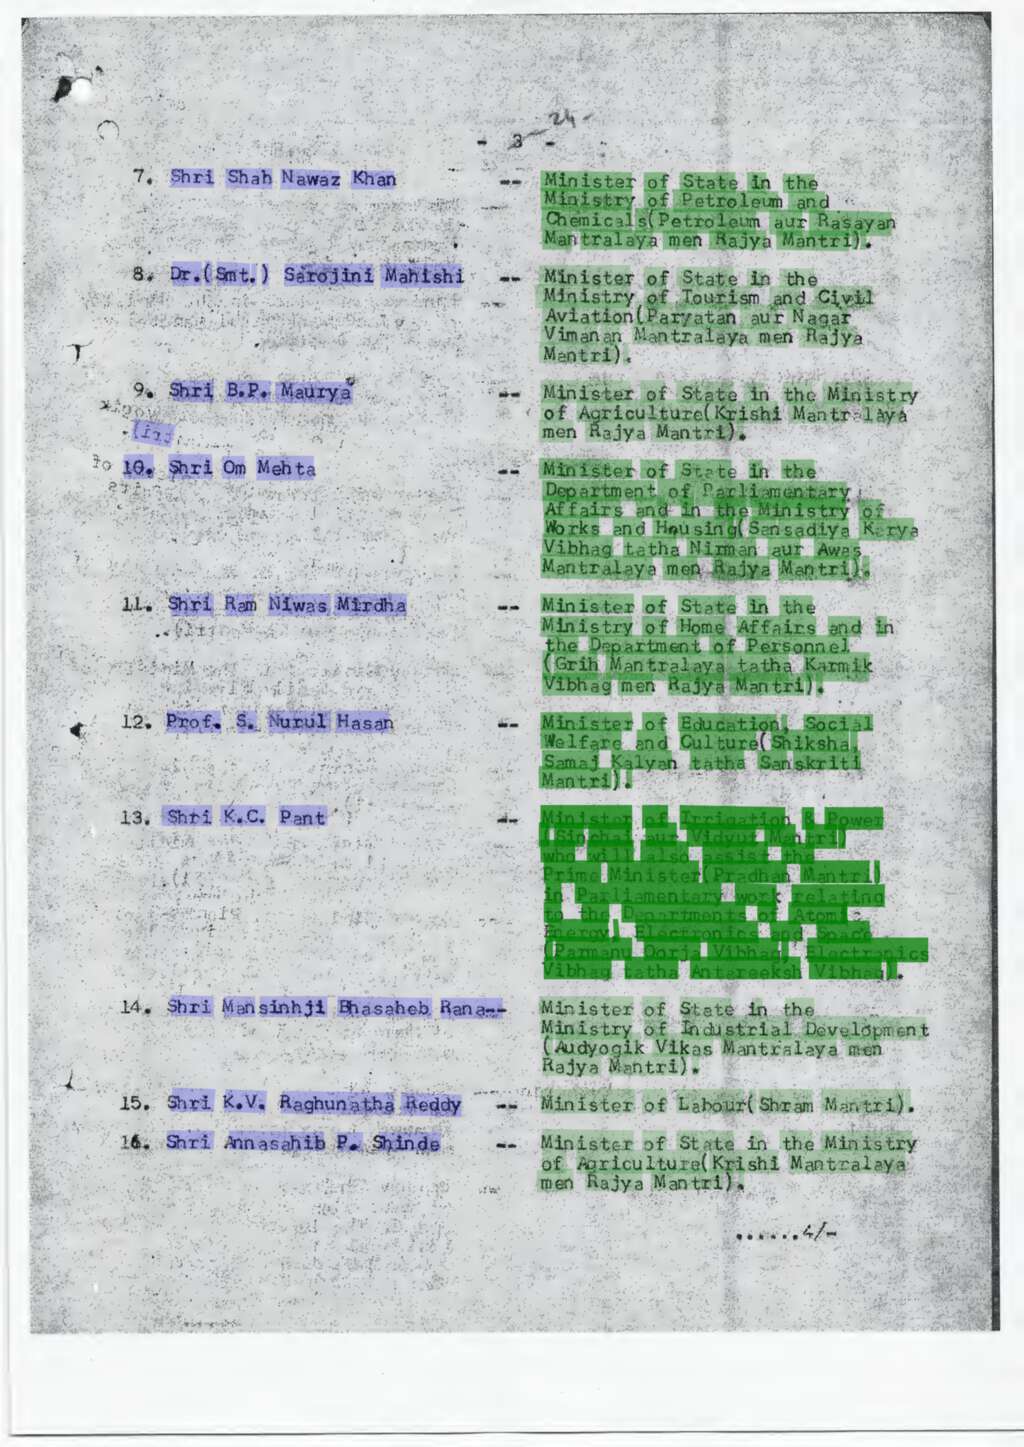 24
- 3 -
7. Shri Shah Nawaz Khan -- Minister of State in the
Ministry of Petroleum and
Chemicals(Petroleum aur Rasayan
Mantralaya men Rajya Mantri).
8. Dr.(Smt.) Sarojini Mahishi -- Minister of State in the
Ministry of Tourism and Civil
Aviation(Paryatan aur Nagar
Vimanan Mantralaya men Rajya
Mantri).
9. Shri B.P. Maurya -- Minister of State in the Ministry
of Agriculture(Krishi Mantralaya
men Rajya Mantri).
10. Shri Om Mehta -- Minister of State in the
Department of Parliamentary
Affairs and in the Ministry of
Works and Housing(Sansadiya Karya
Vibhag tatha Nirman aur Awas
Mantralaya men Rajya Mantri).
11. Shri Ram Niwas Mirdha -- Minister of State in the
Ministry of Home Affairs and in
the Department of Personnel
(Grih Mantralaya tatha Karmik
Vibhag men Rajya Mantri).
12. Prof. S. Nurul Hasan -- Minister of Education, Social
Welfare and Culture(Shiksha,
Samaj Kalyan tatha Sanskriti
Mantri).
13. Shri K.C. Pant -- Minister of Irrigation & Power
(Sinchai aur Vidyut Mantri)
who will also assist the
Prime Minister(Pradhan Mantri)
in Parliamentary work relating
to the Departments of Atomic
Energy, Electronics and Space
(Parmanu Oorja Vibhag, Electronics
Vibhag tatha Antareeksh Vibhag).
14. Shri Mansinhji Bhasaheb Rana-- Minister of State in the
Ministry of Industrial Development
(Audyogik Vikas Mantralaya men
Rajya Mantri).
15. Shri K.V. Raghunatha Reddy -- Minister of Labour(Shram Mantri).
16. Shri Annasahib P. Shinde -- Minister of State in the Ministry
of Agriculture(Krishi Mantralaya
men Rajya Mantri).
......4/-